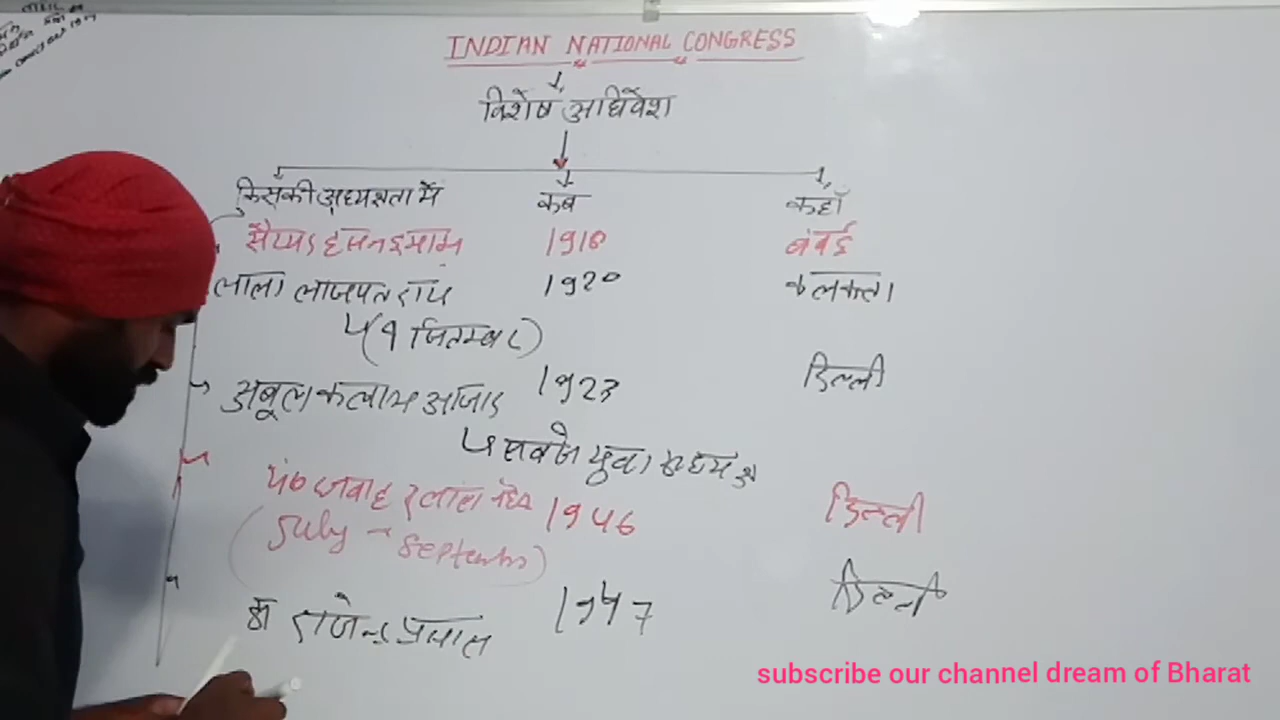 INDIAN NATIONAL CONGRESS
विशेष अधिवेश
किसकी अध्यक्षता में कब कहाँ
सैय्यद हसन इमाम 1918 बंबई
लाला लाजपत राय 1920 कलकत्ता
(9 सितम्बर)
अबूल कलाम आजाद 1923 दिल्ली
सबसे युवा अध्यक्ष
पं० जवाहरलाल नेहरू 1946 दिल्ली
(July - September)
डॉ राजेन्द्र प्रसाद 1947 दिल्ली
subscribe our channel dream of Bharat